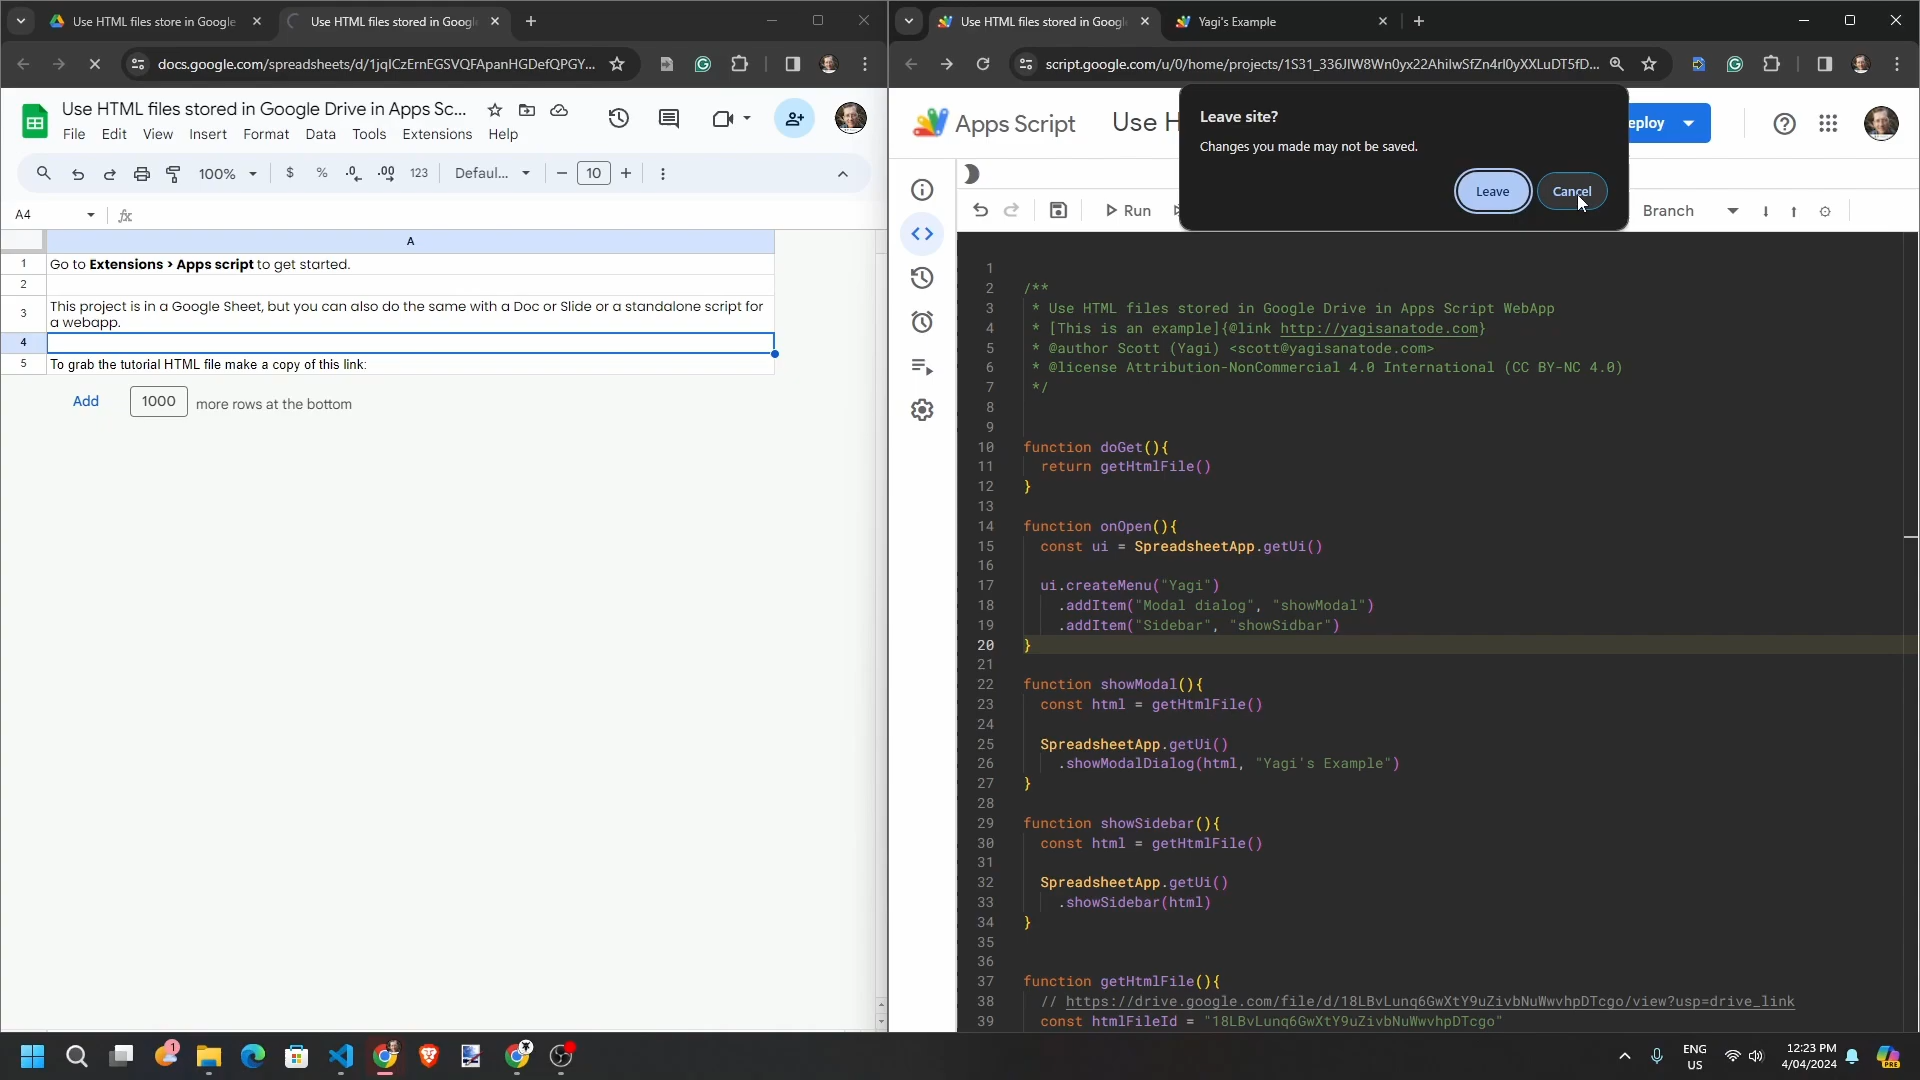 Use HTML files store in Google
Use HTML files stored in Googl
docs.google.com/spreadsheets/d/1jqICzErnEGSVQFApanHGDefQPGY...
Use HTML files stored in Google Drive in Apps Sc...
File Edit View Insert Format Data Tools Extensions Help
100% $ % .0 .00 123 Defaul... − 10 +
A4 fx
A
1 Go to Extensions > Apps script to get started.
2
3 This project is in a Google Sheet, but you can also do the same with a Doc or Slide or a standalone script for
a webapp.
4
5 To grab the tutorial HTML file make a copy of this link:
Add 1000 more rows at the bottom
Use HTML files stored in Googl
Yagi's Example
script.google.com/u/0/home/projects/1S31_336JIW8Wn0yx22AhiIwSfZn4rl0yXXLuDT5fD...
Apps Script Use H
eploy
Leave site?
Changes you made may not be saved.
Leave Cancel
Run Branch
1
2 /**
3 * Use HTML files stored in Google Drive in Apps Script WebApp
4 * [This is an example]{@link http://yagisanatode.com}
5 * @author Scott (Yagi) <scott@yagisanatode.com>
6 * @license Attribution-NonCommercial 4.0 International (CC BY-NC 4.0)
7 */
8
9
10 function doGet(){
11 return getHtmlFile()
12 }
13
14 function onOpen(){
15 const ui = SpreadsheetApp.getUi()
16
17 ui.createMenu("Yagi")
18 .addItem("Modal dialog", "showModal")
19 .addItem("Sidebar", "showSidbar")
20 }
21
22 function showModal(){
23 const html = getHtmlFile()
24
25 SpreadsheetApp.getUi()
26 .showModalDialog(html, "Yagi's Example")
27 }
28
29 function showSidebar(){
30 const html = getHtmlFile()
31
32 SpreadsheetApp.getUi()
33 .showSidebar(html)
34 }
35
36
37 function getHtmlFile(){
38 // https://drive.google.com/file/d/18LBvLunq6GwXtY9uZivbNuWwvhpDTcgo/view?usp=drive_link
39 const htmlFileId = "18LBvLunq6GwXtY9uZivbNuWwvhpDTcgo"
1
ENG
US
12:23 PM
4/04/2024
PRE